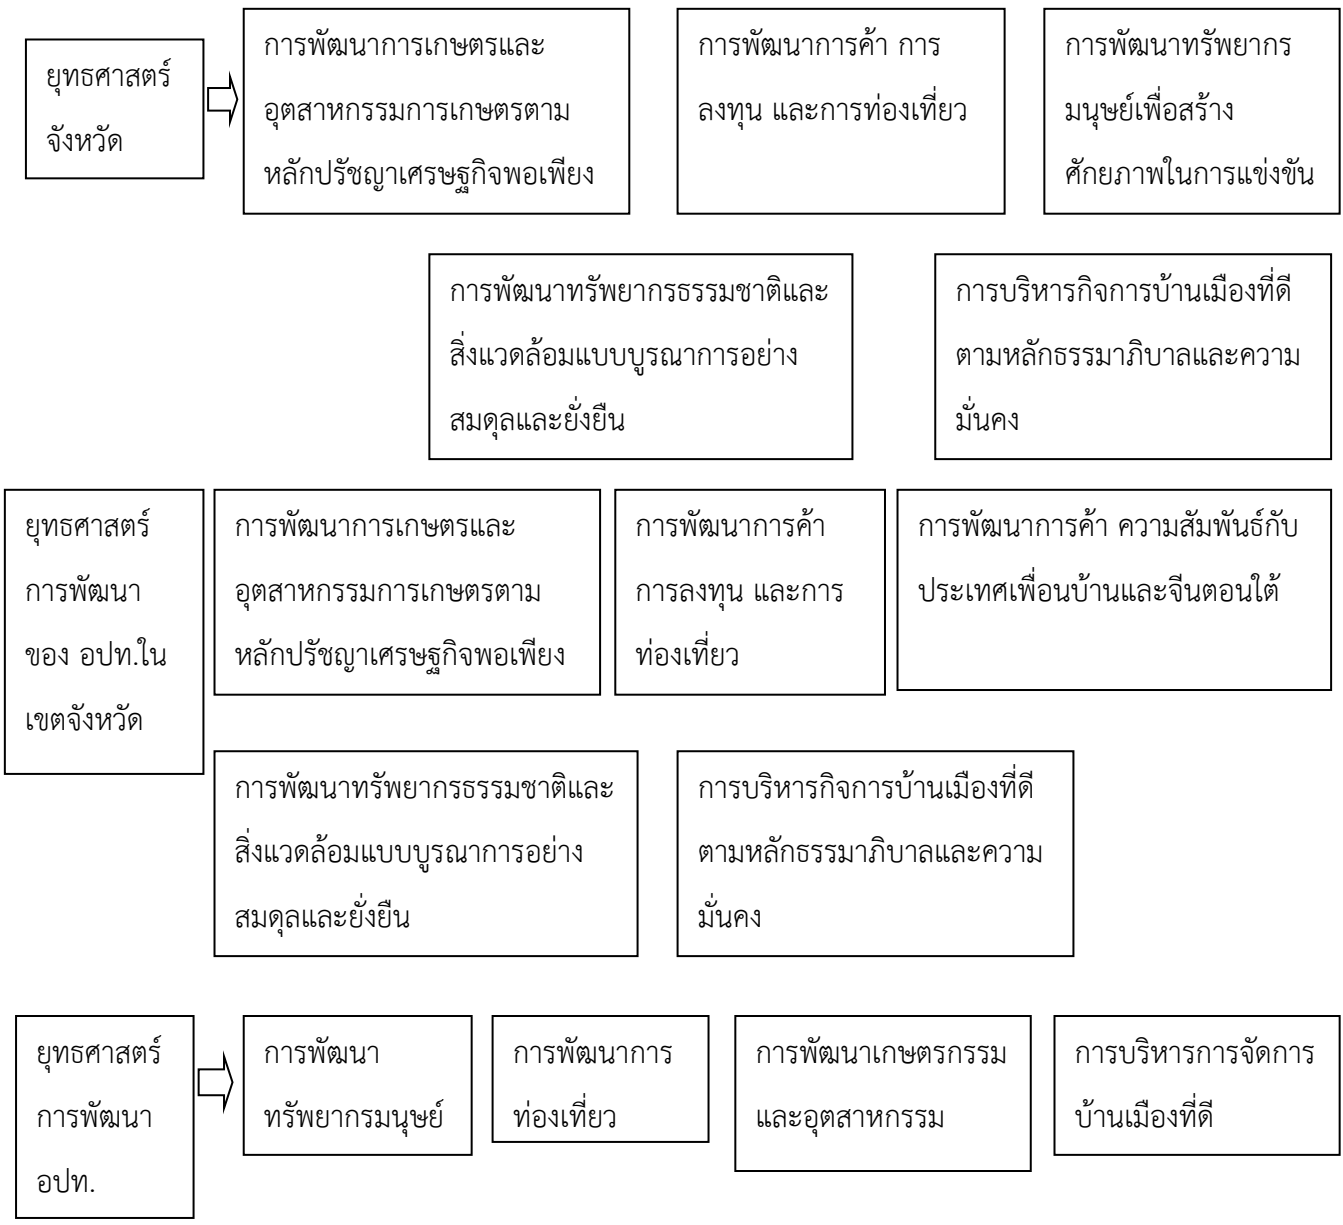 ยุทธศาสตร์
จังหวัด
การพัฒนาการเกษตรและ
อุตสาหกรรมการเกษตรตาม
หลักปรัชญาเศรษฐกิจพอเพียง
การพัฒนาการค้า การ
ลงทุน และการท่องเที่ยว
การพัฒนาทรัพยากร
มนุษย์เพื่อสร้าง
ศักยภาพในการแข่งขัน
การพัฒนาทรัพยากรธรรมชาติและ
สิ่งแวดล้อมแบบบูรณาการอย่าง
สมดุลและยั่งยืน
การบริหารกิจการบ้านเมืองที่ดี
ตามหลักธรรมาภิบาลและความ
มั่นคง
ยุทธศาสตร์
การพัฒนา
ของ อปท.ใน
เขตจังหวัด
การพัฒนาการเกษตรและ
อุตสาหกรรมการเกษตรตาม
หลักปรัชญาเศรษฐกิจพอเพียง
การพัฒนาการค้า
การลงทุน และการ
ท่องเที่ยว
การพัฒนาการค้า ความสัมพันธ์กับ
ประเทศเพื่อนบ้านและจีนตอนใต้
การพัฒนาทรัพยากรธรรมชาติและ
สิ่งแวดล้อมแบบบูรณาการอย่าง
สมดุลและยั่งยืน
การบริหารกิจการบ้านเมืองที่ดี
ตามหลักธรรมาภิบาลและความ
มั่นคง
ยุทธศาสตร์
การพัฒนา
อปท.
การพัฒนา
ทรัพยากรมนุษย์
การพัฒนาการ
ท่องเที่ยว
การพัฒนาเกษตรกรรม
และอุตสาหกรรม
การบริหารการจัดการ
บ้านเมืองที่ดี